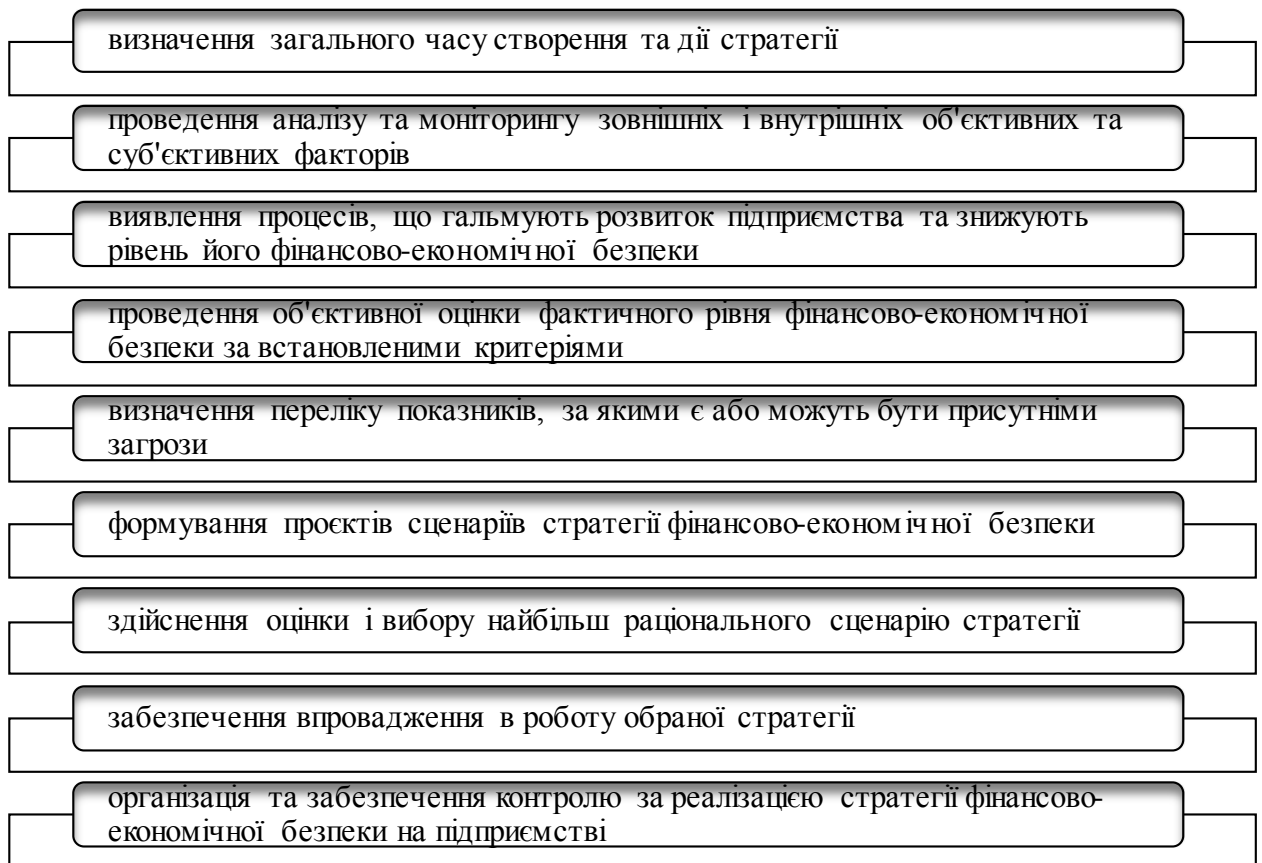 визначення загального часу створення та дії стратегії
проведення аналізу та моніторингу зовнішніх і внутрішніх об'єктивних та
суб'єктивних факторів
виявлення процесів, що гальмують розвиток підприємства та знижують
рівень його фінансово-економічної безпеки
проведення об'єктивної оцінки фактичного рівня фінансово-економічної
безпеки за встановленими критеріями
визначення переліку показників, за якими є або можуть бути присутніми
загрози
формування проєктів сценаріїв стратегії фінансово-економічної безпеки
здійснення оцінки і вибору найбільш раціонального сценарію стратегії
забезпечення впровадження в роботу обраної стратегії
організація та забезпечення контролю за реалізацією стратегії фінансово-
економічної безпеки на підприємстві